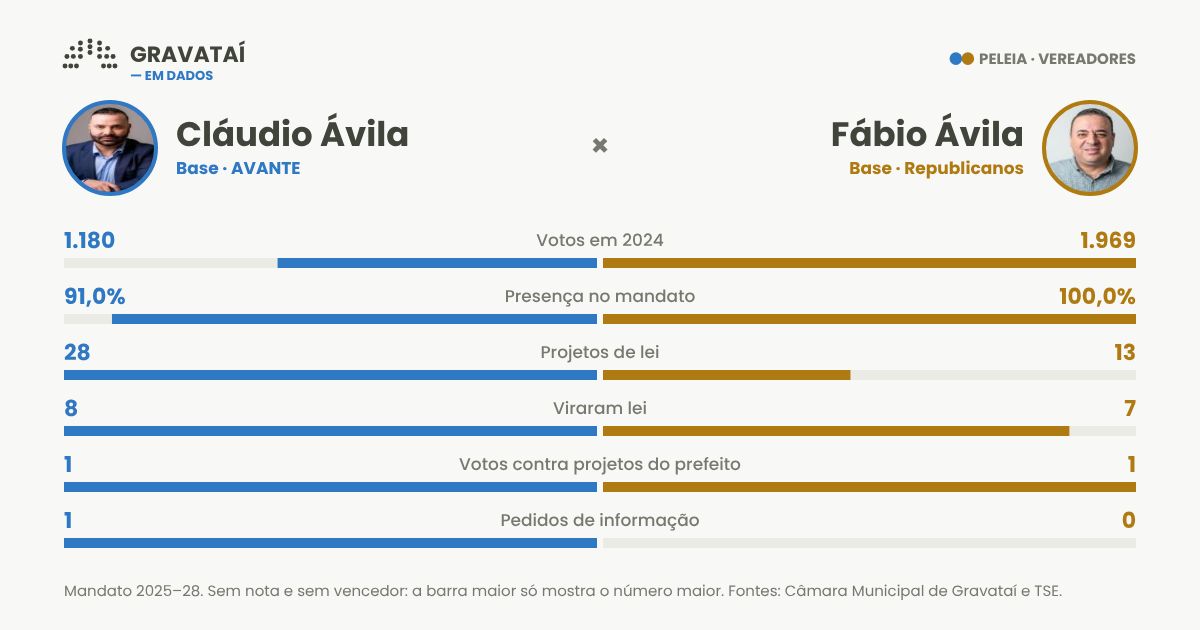 GRAVATAÍ
— EM DADOS
PELEIA · VEREADORES
Cláudio Ávila
Base · AVANTE
×
Fábio Ávila
Base · Republicanos
1.180 Votos em 2024 1.969
91,0% Presença no mandato 100,0%
28 Projetos de lei 13
8 Viraram lei 7
1 Votos contra projetos do prefeito 1
1 Pedidos de informação 0
Mandato 2025–28. Sem nota e sem vencedor: a barra maior só mostra o número maior. Fontes: Câmara Municipal de Gravataí e TSE.